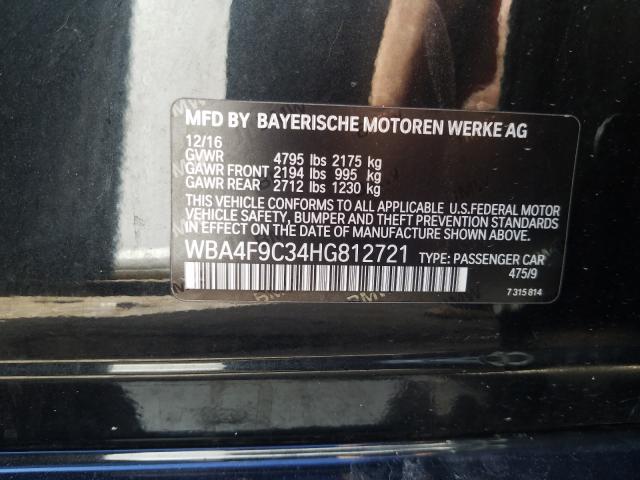 MFD BY BAYERISCHE MOTOREN WERKE AG
12/16
GVWR 4795 lbs 2175 kg
GAWR FRONT 2194 lbs 995 kg
GAWR REAR 2712 lbs 1230 kg
THIS VEHICLE CONFORMS TO ALL APPLICABLE U.S.FEDERAL MOTOR
VEHICLE SAFETY, BUMPER AND THEFT PREVENTION STANDARDS
IN EFFECT ON THE DATE OF MANUFACTURE SHOWN ABOVE.
WBA4F9C34HG812721 TYPE: PASSENGER CAR
475/9
7 315 814